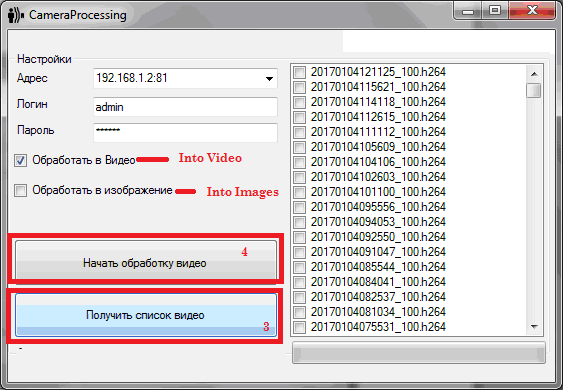 CameraProcessing
Настройки
Адрес
192.168.1.2:81
Логин
admin
Пароль
******
Обработать в Видео
Into Video
Обработать в изображение
Into Images
4
Начать обработку видео
Получить список видео
3
-
20170104121125_100.h264
20170104115621_100.h264
20170104114118_100.h264
20170104112615_100.h264
20170104111112_100.h264
20170104105609_100.h264
20170104104106_100.h264
20170104102603_100.h264
20170104101100_100.h264
20170104095556_100.h264
20170104094053_100.h264
20170104092550_100.h264
20170104091047_100.h264
20170104085544_100.h264
20170104084041_100.h264
20170104082537_100.h264
20170104081034_100.h264
20170104075531_100.h264